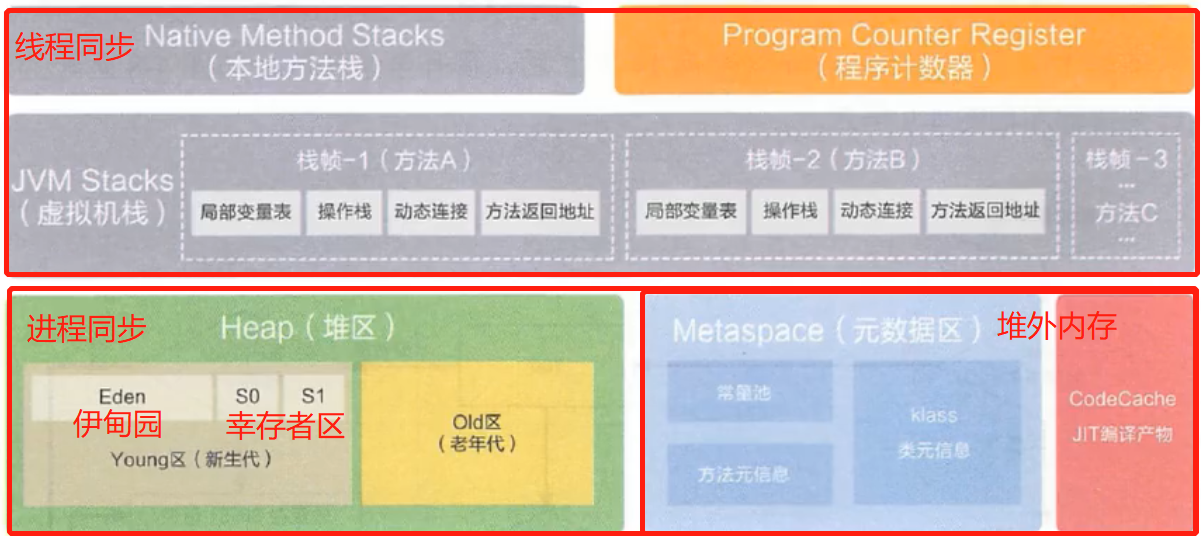 线程同步
Native Method Stacks
（本地方法栈）
Program Counter Register
（程序计数器）
JVM Stacks
（虚拟机栈）
栈帧-1（方法A）
局部变量表
操作栈
动态连接
方法返回地址
栈帧-2（方法B）
局部变量表
操作栈
动态连接
方法返回地址
栈帧-3
...
方法C
...
进程同步
Heap（堆区）
Eden
伊甸园
S0
S1
幸存者区
Young区（新生代）
Old区
（老年代）
Metaspace（元数据区）
堆外内存
常量池
方法元信息
klass
类元信息
CodeCache
JIT编译产物